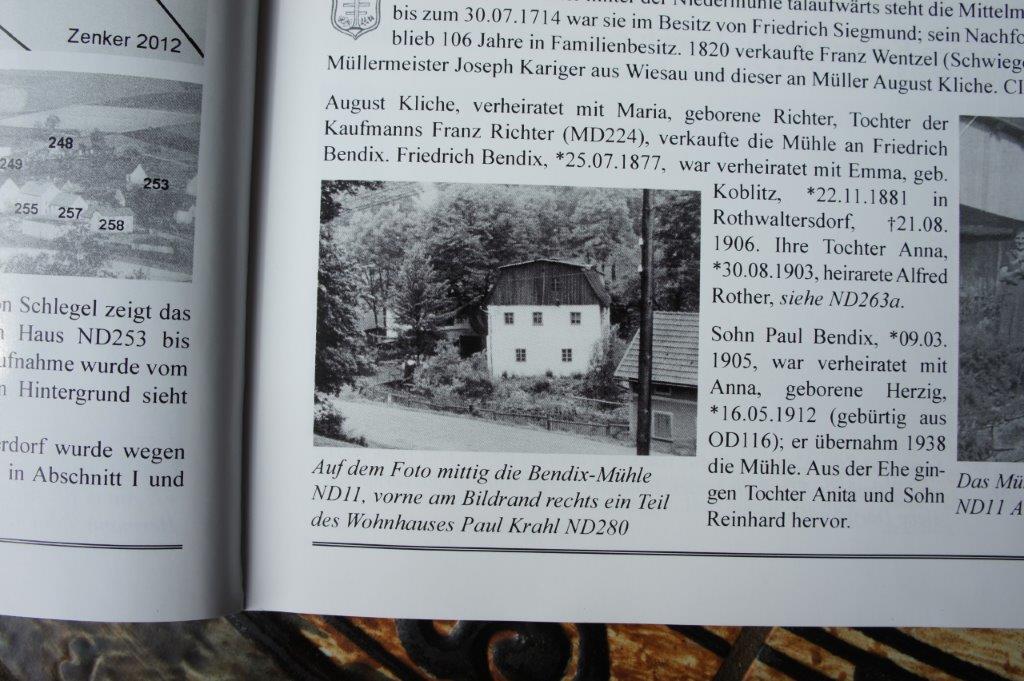 Zenker 2012
248
249
253
255
257
258
Schlegel zeigt das
Haus ND253 bis
wurde vom
Hintergrund sieht
wurde wegen
in Abschnitt I und
talaufwärts steht die
bis zum 30.07.1714 war sie im Besitz von Friedrich Siegmund; sein
blieb 106 Jahre in Familienbesitz. 1820 verkaufte Franz Wentzel
Müllermeister Joseph Kariger aus Wiesau und dieser an Müller August Kliche.
August Kliche, verheiratet mit Maria, geborene Richter, Tochter der
Kaufmanns Franz Richter (MD224), verkaufte die Mühle an Friedrich
Bendix. Friedrich Bendix, *25.07.1877, war verheiratet mit Emma, geb.
Koblitz, *22.11.1881 in
Rothwaltersdorf, †21.08.
1906. Ihre Tochter Anna,
*30.08.1903, heirarete Alfred
Rother, siehe ND263a.
Sohn Paul Bendix, *09.03.
1905, war verheiratet mit
Anna, geborene Herzig,
*16.05.1912 (gebürtig aus
OD116); er übernahm 1938
die Mühle. Aus der Ehe gin-
gen Tochter Anita und Sohn
Reinhard hervor.
Auf dem Foto mittig die Bendix-Mühle
ND11, vorne am Bildrand rechts ein Teil
des Wohnhauses Paul Krahl ND280
Das
ND11